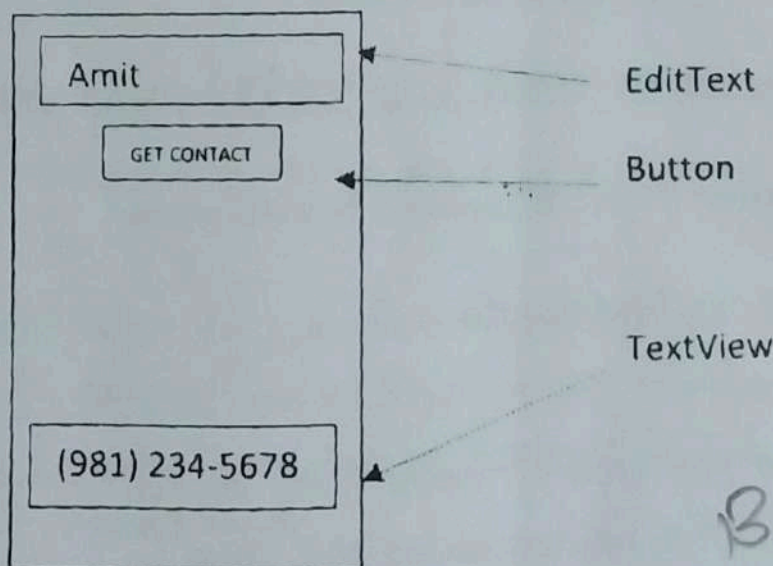 Amit
EditText
GET CONTACT
Button
TextView
(981) 234-5678